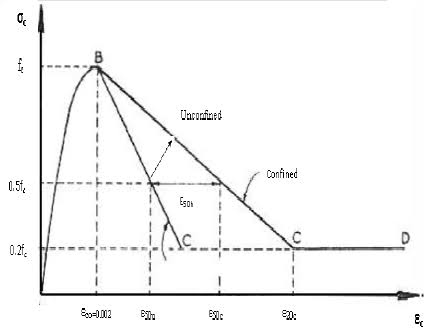 σc
fc
B
Unconfined
0.5fc
ε50h
Confined
0.2fc
C
C
D
εco=0.002
ε50u
ε50c
ε20c
εc